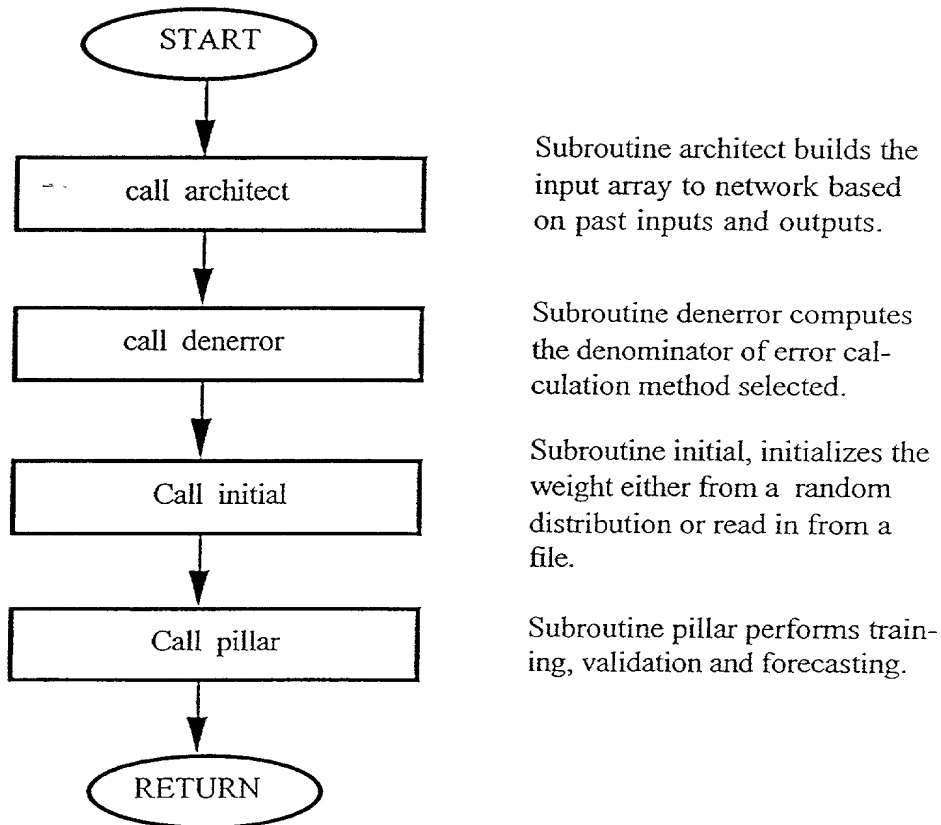 START
call architect
Subroutine architect builds the
input array to network based
on past inputs and outputs.
call denerror
Subroutine denerror computes
the denominator of error cal-
culation method selected.
Call initial
Subroutine initial, initializes the
weight either from a random
distribution or read in from a
file.
Call pillar
Subroutine pillar performs train-
ing, validation and forecasting.
RETURN